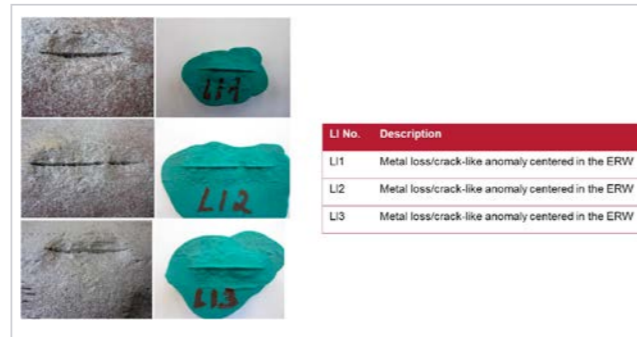 LI1
LI2
LI3
LI No. Description
LI1 Metal loss/crack-like anomaly centered in the ERW
LI2 Metal loss/crack-like anomaly centered in the ERW
LI3 Metal loss/crack-like anomaly centered in the ERW